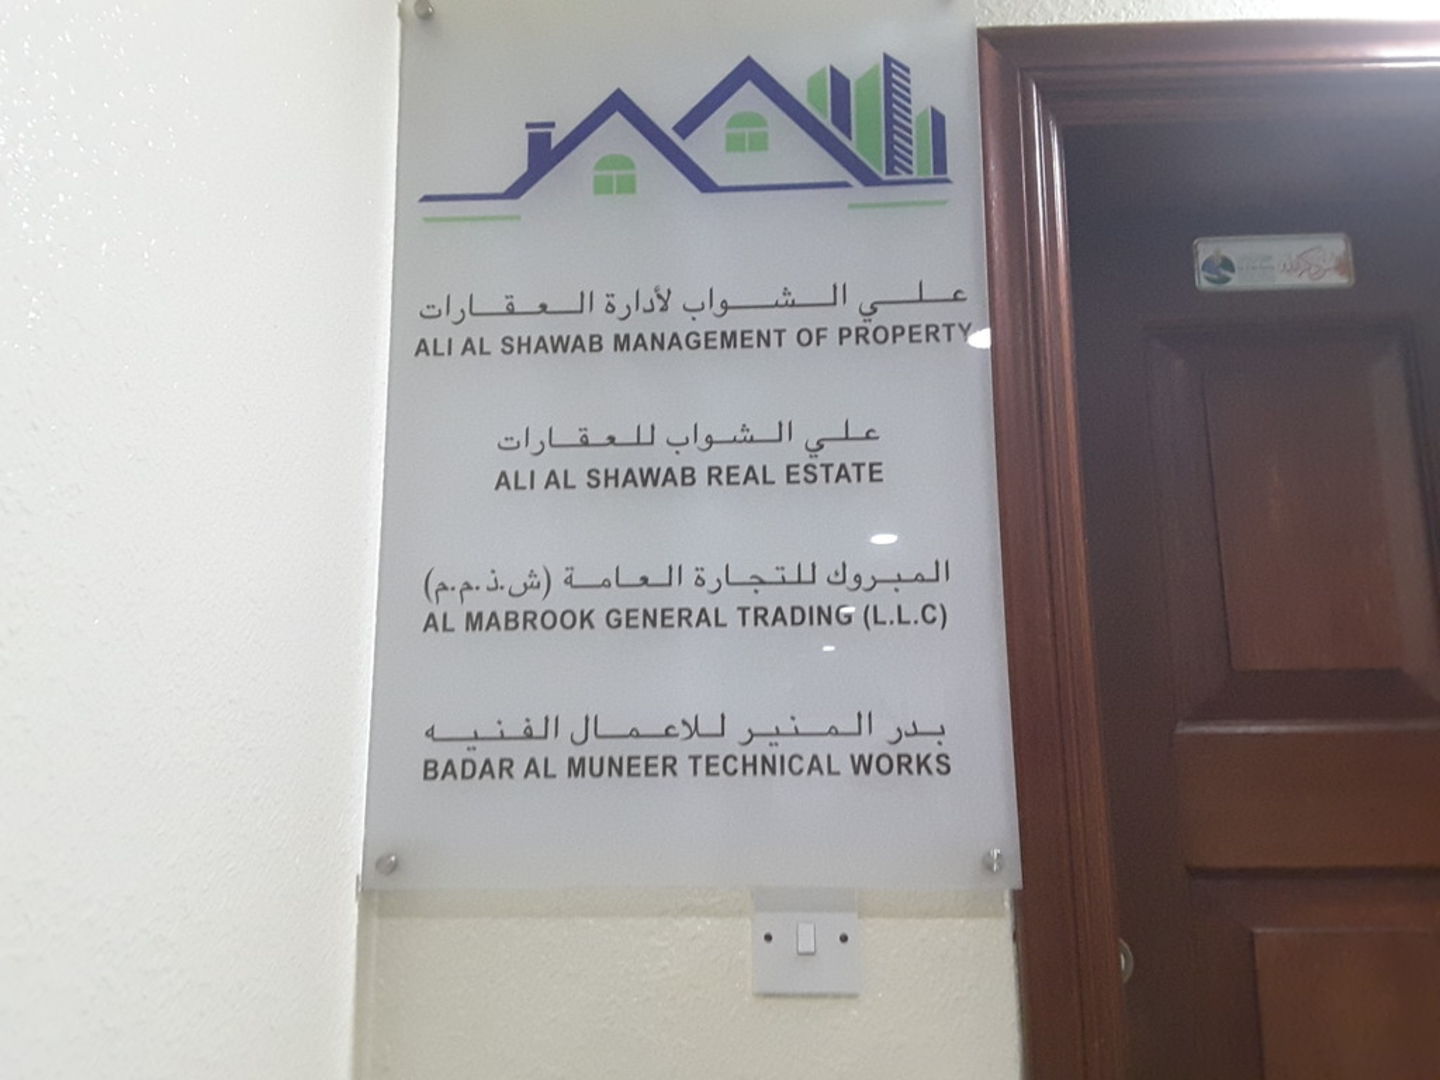 علي الشواب لأدارة العقارات
ALI AL SHAWAB MANAGEMENT OF PROPERTY
علي الشواب للعقارات
ALI AL SHAWAB REAL ESTATE
المبروك للتجارة العامة (ش.ذ.م.م)
AL MABROOK GENERAL TRADING (L.L.C)
بدر المنير للاعمال الفنيه
BADAR AL MUNEER TECHNICAL WORKS